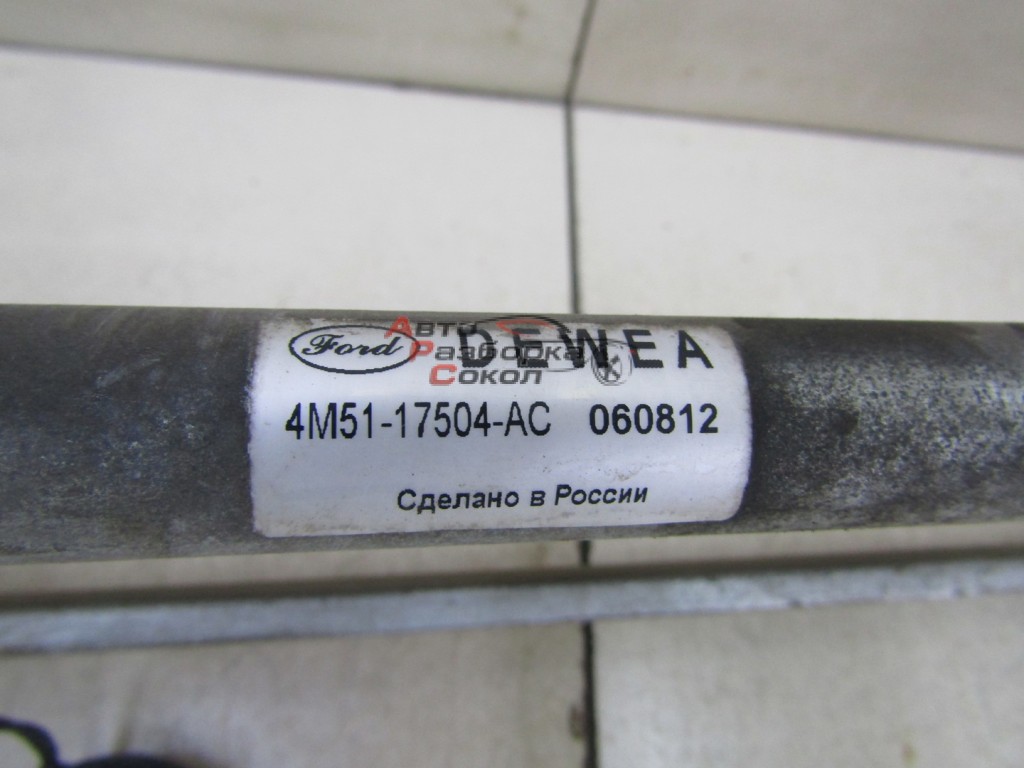 Ford DEWEA
Авто
Разборка
Сокол
4M51-17504-AC 060812
Сделано в России